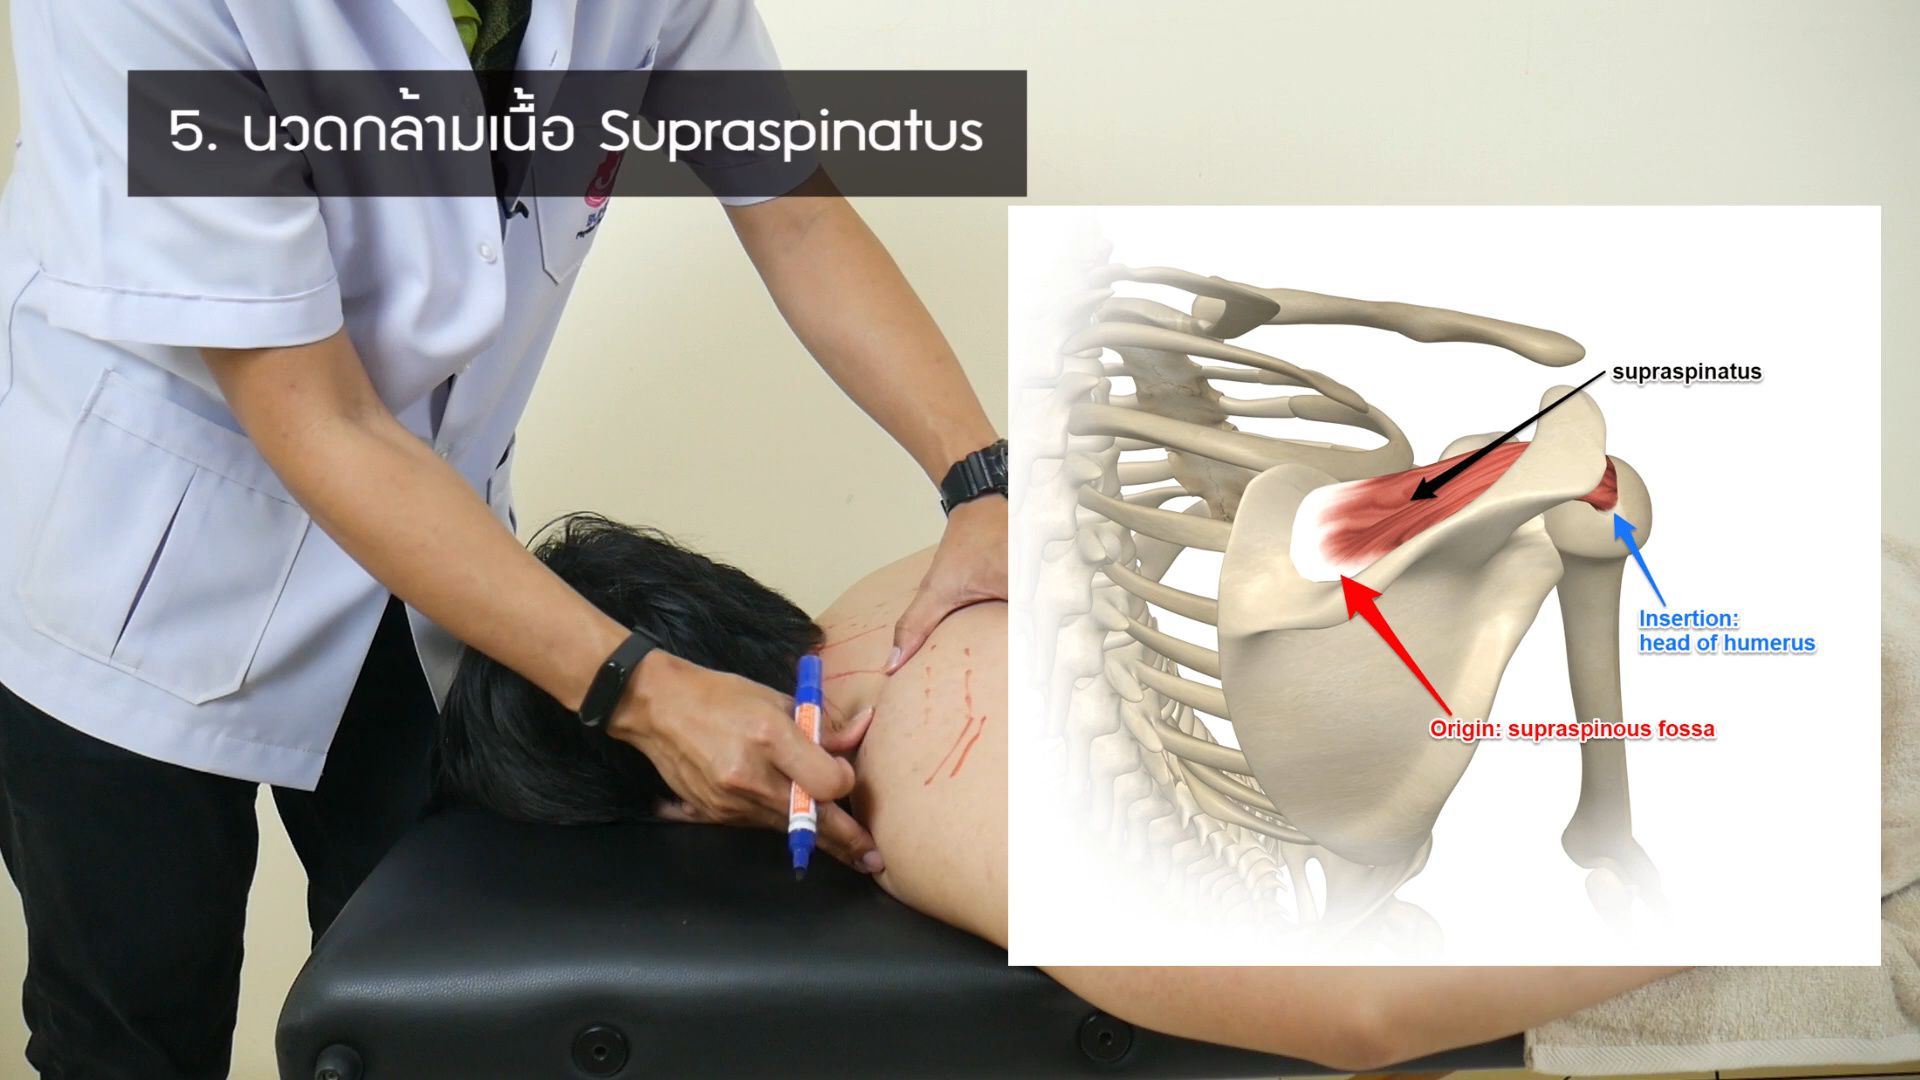 5. นวดกล้ามเนื้อ Supraspinatus
supraspinatus
Insertion:
head of humerus
Origin: supraspinous fossa